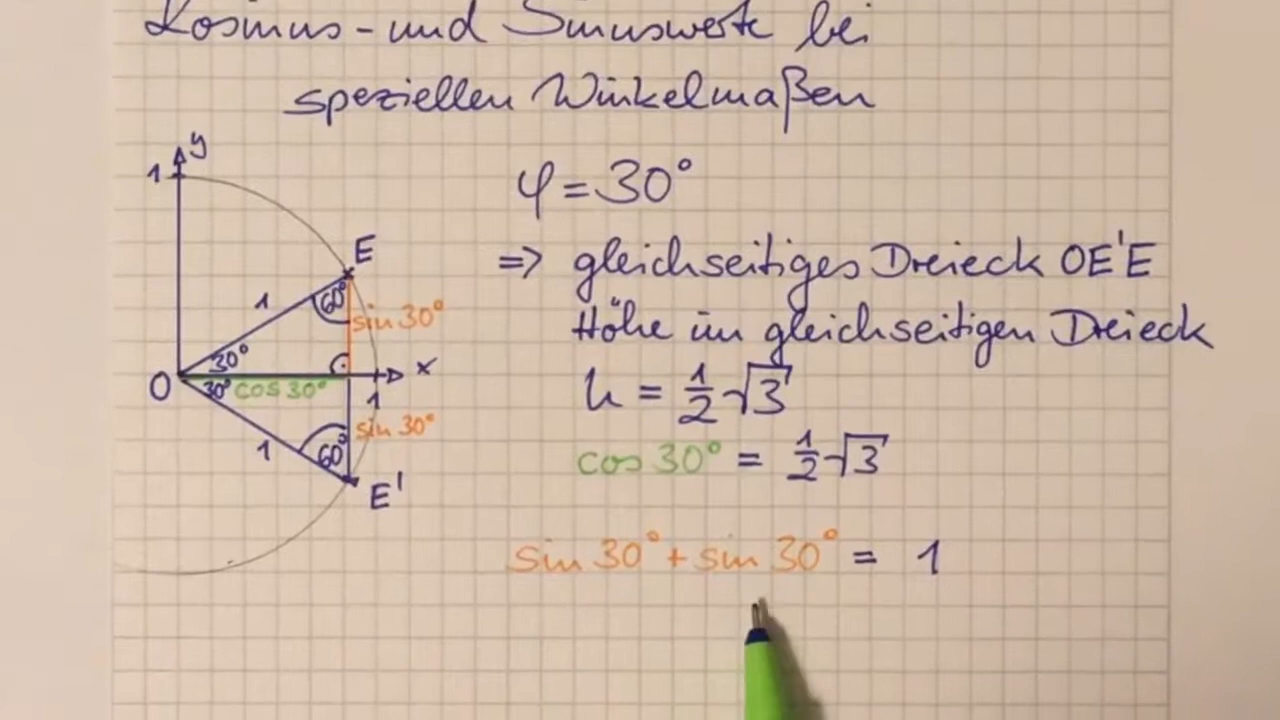 Kosinus- und Sinuswerte bei
speziellen Winkelmaßen
y
1
φ = 30°
E
⇒ gleichseitiges Dreieck OE'E
1
60°
sin 30°
Höhe im gleichseitigen Dreieck
30°
x
O
30°
cos 30°
1
h = 1/2 √3
sin 30°
1
60°
cos 30° = 1/2 √3
E'
sin 30° + sin 30° = 1